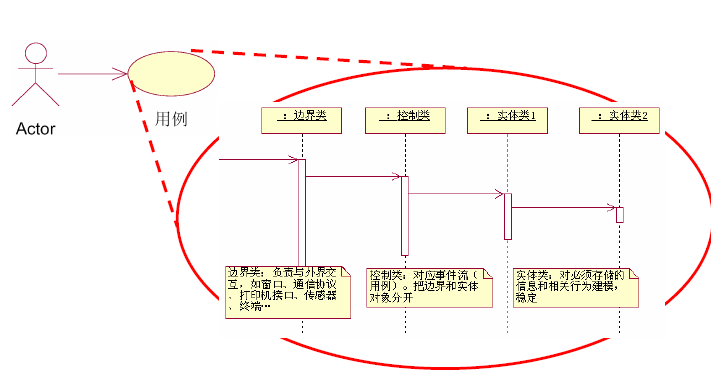 Actor
用例
：边界类
：控制类
：实体类1
：实体类2
边界类：负责与外界交
互，如窗口、通信协议
、打印机接口、传感器
、终端…
控制类：对应事件流（
用例）。把边界和实体
对象分开
实体类：对必须存储的
信息和相关行为建模，
稳定